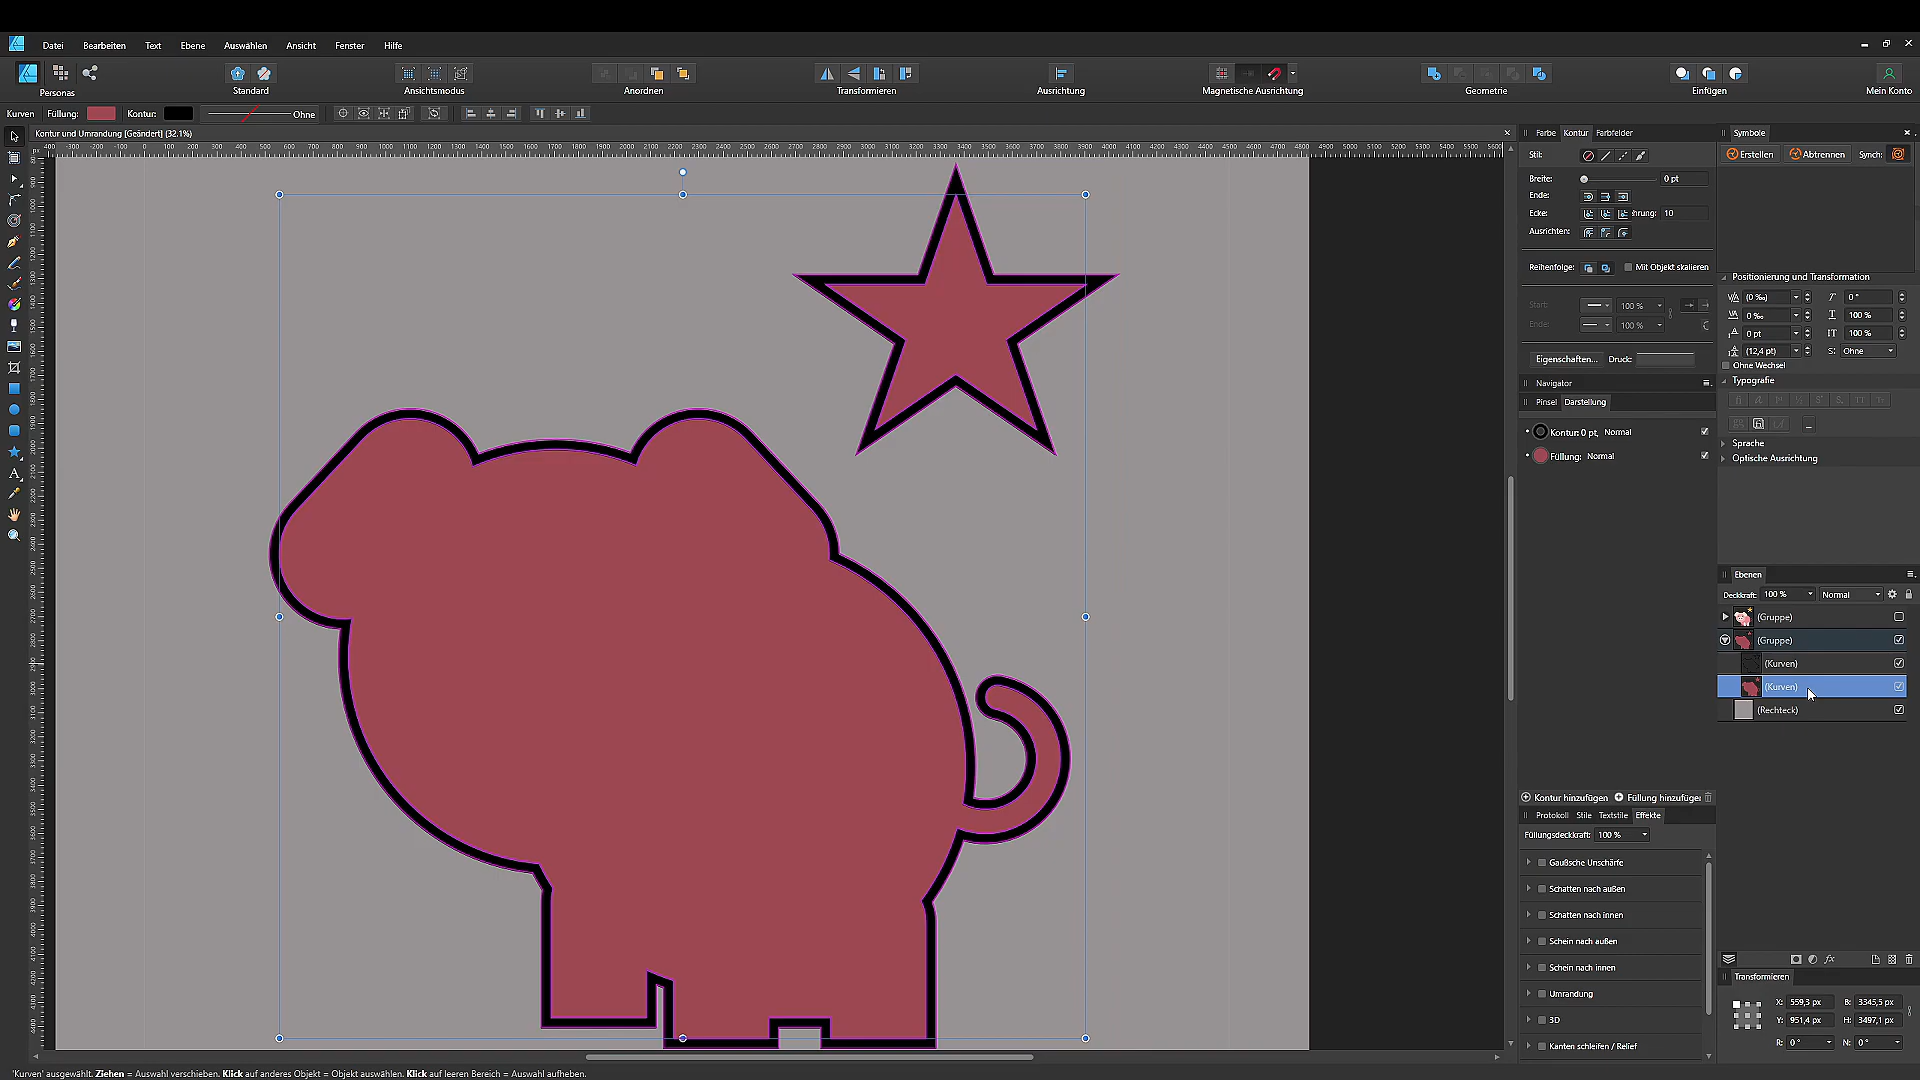 Datei Bearbeiten Text Ebene Auswählen Ansicht Fenster Hilfe
Personas Standard Ansichtsmodus Anordnen Transformieren Ausrichtung Magnetische Ausrichtung Geometrie Einfügen Mein Konto
Kurven Füllung: Kontur: Ohne
Kontur und Umrandung [Geändert] (32.1%)
Farbe Kontur Farbfelder
Stil:
Breite: 0 pt
Ende:
Ecke: hrung: 10
Ausrichten:
Reihenfolge: Mit Objekt skalieren
Start: 100 %
Ende: 100 %
Eigenschaften... Druck:
Navigator
Pinsel Darstellung
Kontur: 0 pt, Normal
Füllung: Normal
Kontur hinzufügen Füllung hinzufügen
Protokoll Stile Textstile Effekte
Füllungsdeckkraft: 100 %
Gaußsche Unschärfe
Schatten nach außen
Schatten nach innen
Schein nach außen
Schein nach innen
Umrandung
3D
Kanten schleifen / Relief
Symbole
Erstellen Abtrennen Synch:
Positionierung und Transformation
(0 ‰) 0 °
0 ‰ 100 %
0 pt 100 %
(12,4 pt) S: Ohne
Ohne Wechsel
Typografie
Sprache
Optische Ausrichtung
Ebenen
Deckkraft: 100 % Normal
(Gruppe)
(Gruppe)
(Kurven)
(Kurven)
(Rechteck)
Transformieren
X: 559,3 px B: 3345,5 px
Y: 951,4 px H: 3497,1 px
R: 0 ° N: 0 °
'Kurven' ausgewählt. Ziehen = Auswahl verschieben. Klick auf anderes Objekt = Objekt auswählen. Klick auf leeren Bereich = Auswahl aufheben.